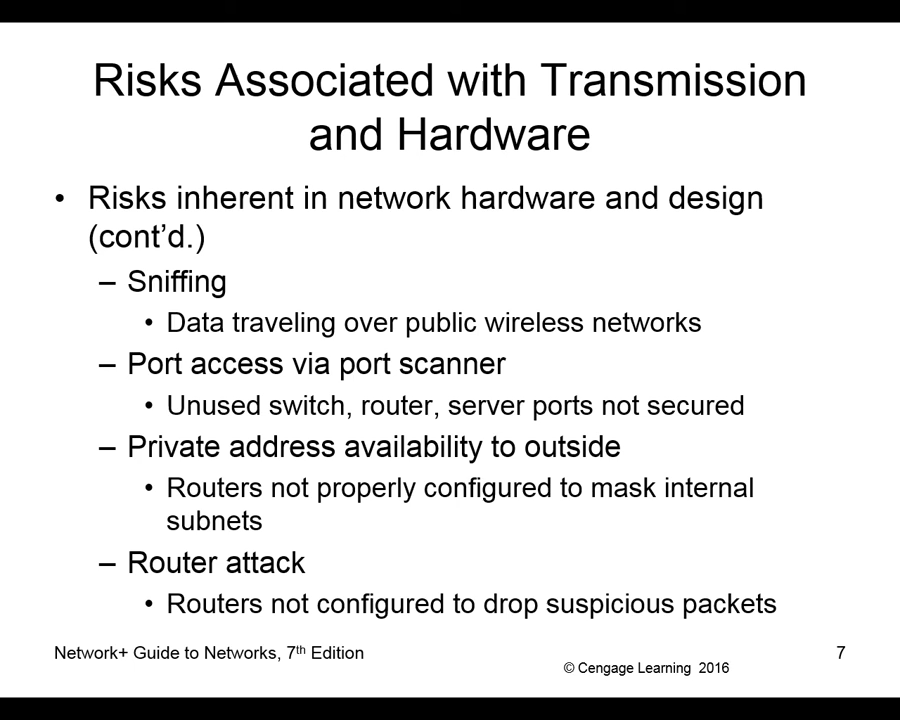 Risks Associated with Transmission
and Hardware
• Risks inherent in network hardware and design
(cont’d.)
– Sniffing
• Data traveling over public wireless networks
– Port access via port scanner
• Unused switch, router, server ports not secured
– Private address availability to outside
• Routers not properly configured to mask internal
subnets
– Router attack
• Routers not configured to drop suspicious packets
Network+ Guide to Networks, 7th Edition
© Cengage Learning 2016
7